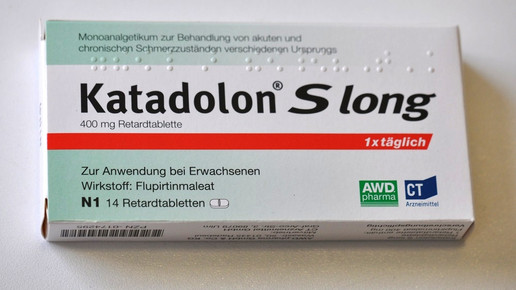 Monoanalgetikum zur Behandlung von akuten und
chronischen Schmerzzuständen verschiedenen Ursprungs
Katadolon® S long
400 mg Retardtablette
1x täglich
Zur Anwendung bei Erwachsenen
Wirkstoff: Flupirtinmaleat
N1 14 Retardtabletten
AWD
pharma
CT
Arzneimittel